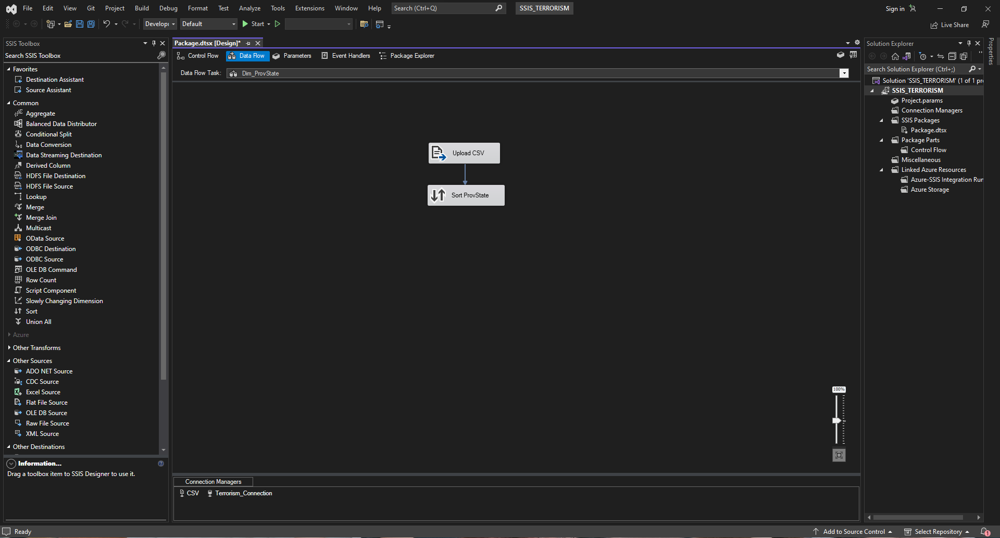 File Edit View Git Project Build Debug Format Test Analyze Tools Extensions Window Help Search (Ctrl+Q) SSIS_TERRORISM Sign in
Default Start Live Share
SSIS Toolbox
Search SSIS Toolbox
Favorites
Destination Assistant
Source Assistant
Common
Aggregate
Balanced Data Distributor
Conditional Split
Data Conversion
Data Streaming Destination
Derived Column
HDFS File Destination
HDFS File Source
Lookup
Merge
Merge Join
Multicast
OData Source
ODBC Destination
ODBC Source
OLE DB Command
Row Count
Script Component
Slowly Changing Dimension
Sort
Union All
Azure
Other Transforms
Other Sources
ADO NET Source
CDC Source
Excel Source
Flat File Source
OLE DB Source
Raw File Source
XML Source
Other Destinations
Information...
Drag a toolbox item to SSIS Designer to use it.
Package.dtsx [Design]*
Control Flow Data Flow Parameters Event Handlers Package Explorer
Data Flow Task: Dim_ProvState
Upload CSV
Sort ProvState
100%
Connection Managers
CSV Terrorism_Connection
Solution Explorer
Search Solution Explorer (Ctrl+;)
Solution 'SSIS_TERRORISM' (1 of 1 pr
SSIS_TERRORISM
Project.params
Connection Managers
SSIS Packages
Package.dtsx
Package Parts
Control Flow
Miscellaneous
Linked Azure Resources
Azure-SSIS Integration Run
Azure Storage
Properties
Ready Add to Source Control Select Repository 1